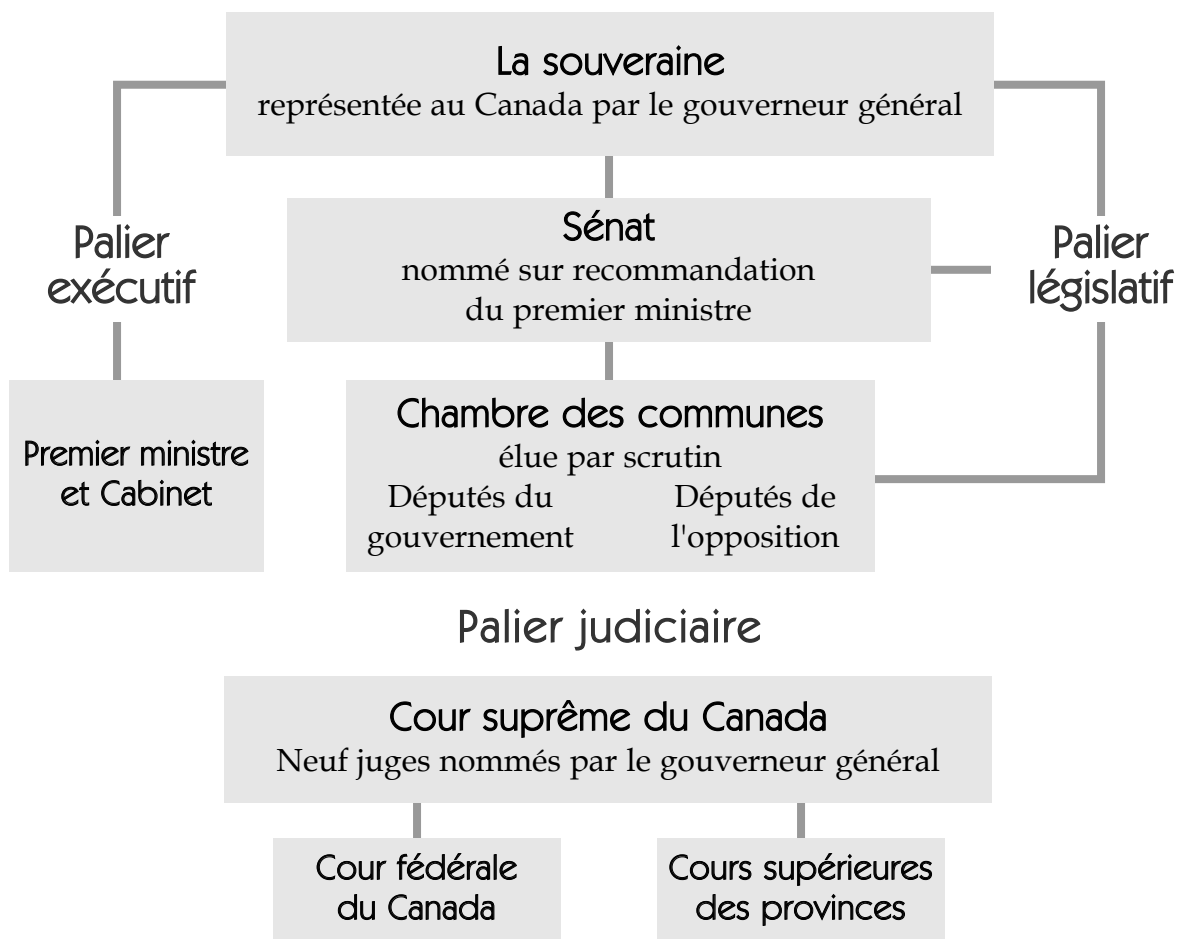 La souveraine
représentée au Canada par le gouverneur général
Palier
exécutif
Sénat
nommé sur recommandation
du premier ministre
Palier
législatif
Premier ministre
et Cabinet
Chambre des communes
élue par scrutin
Députés du
gouvernement
Députés de
l'opposition
Palier judiciaire
Cour suprême du Canada
Neuf juges nommés par le gouverneur général
Cour fédérale
du Canada
Cours supérieures
des provinces